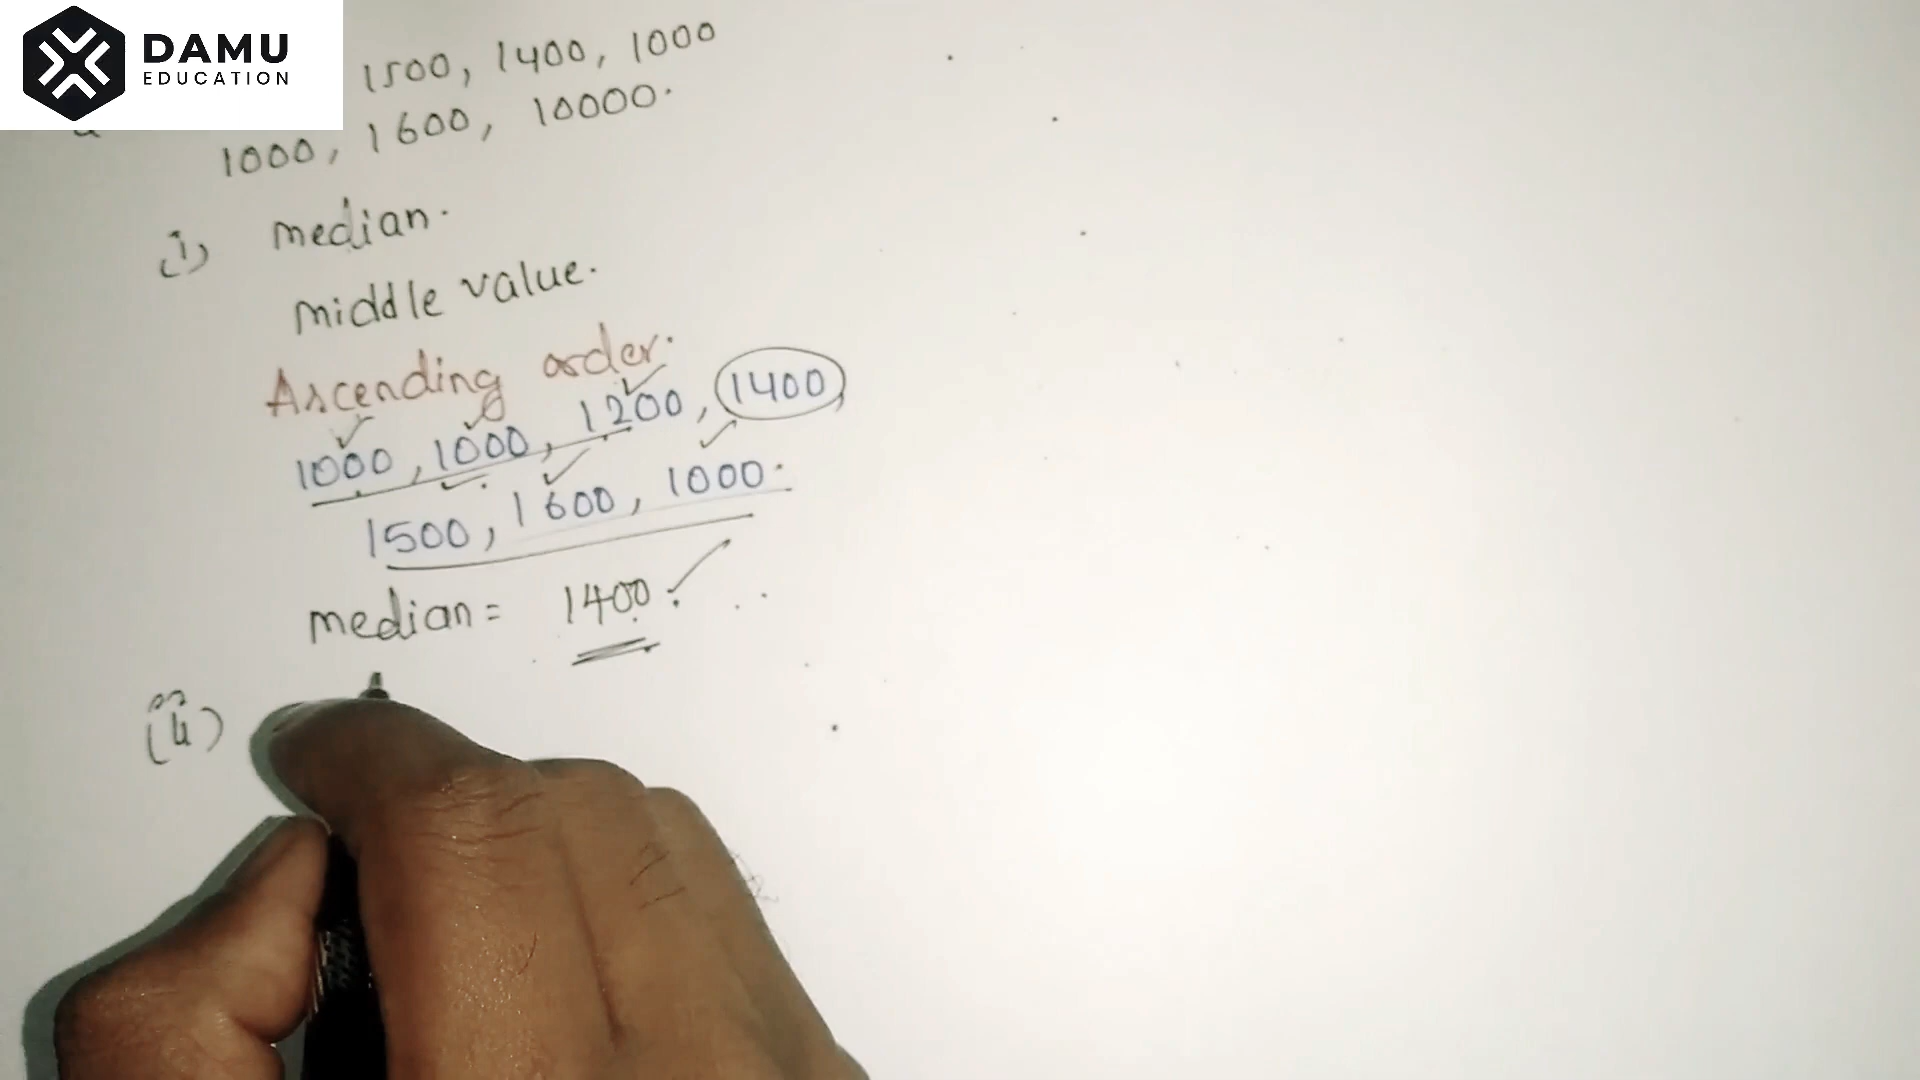 DAMU
EDUCATION
1500, 1400, 1000
1000, 1600, 10000.
(i) median.
middle value.
Ascending order.
1000, 1000, 1200, 1400,
1500, 1600, 1000.
median = 1400.
(ii)